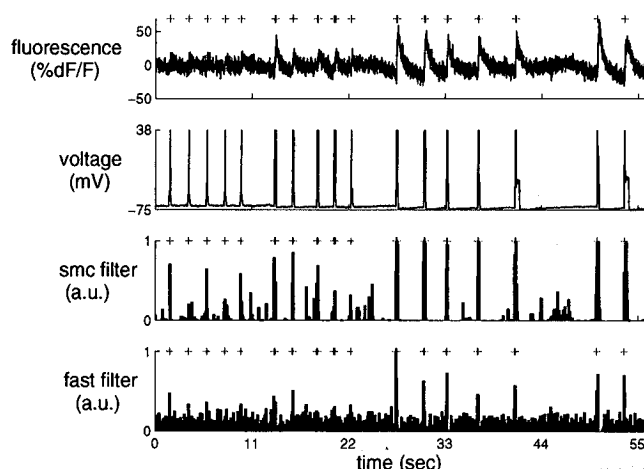 fluorescence
(%dF/F)
50
0
-50
voltage
(mV)
38
-75
smc filter
(a.u.)
1
0
fast filter
(a.u.)
1
0
0 11 22 33 44 55
time (sec)